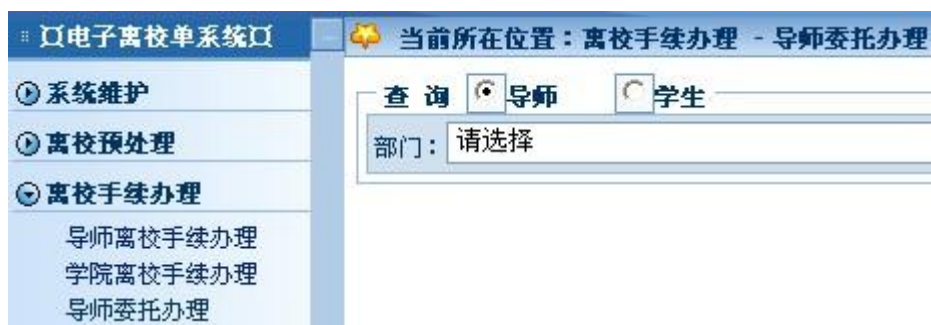 ¤电子离校单系统¤
当前所在位置：离校手续办理 - 导师委托办理
系统维护
离校预处理
离校手续办理
导师离校手续办理
学院离校手续办理
导师委托办理
查 询 导师 学生
部门： 请选择